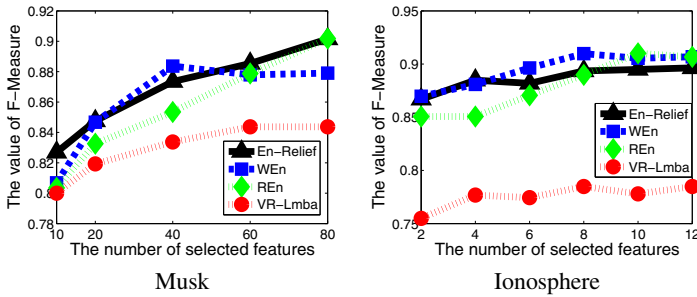 The value of F-Measure
0.92
0.9
0.88
0.86
0.84
0.82
0.8
0.78
En-Relief
WEn
REn
VR-Lmba
10 20 40 60 80
The number of selected features
Musk
The value of F-Measure
0.95
0.9
0.85
0.8
0.75
En-Relief
WEn
REn
VR-Lmba
2 4 6 8 10 12
The number of selected features
Ionosphere